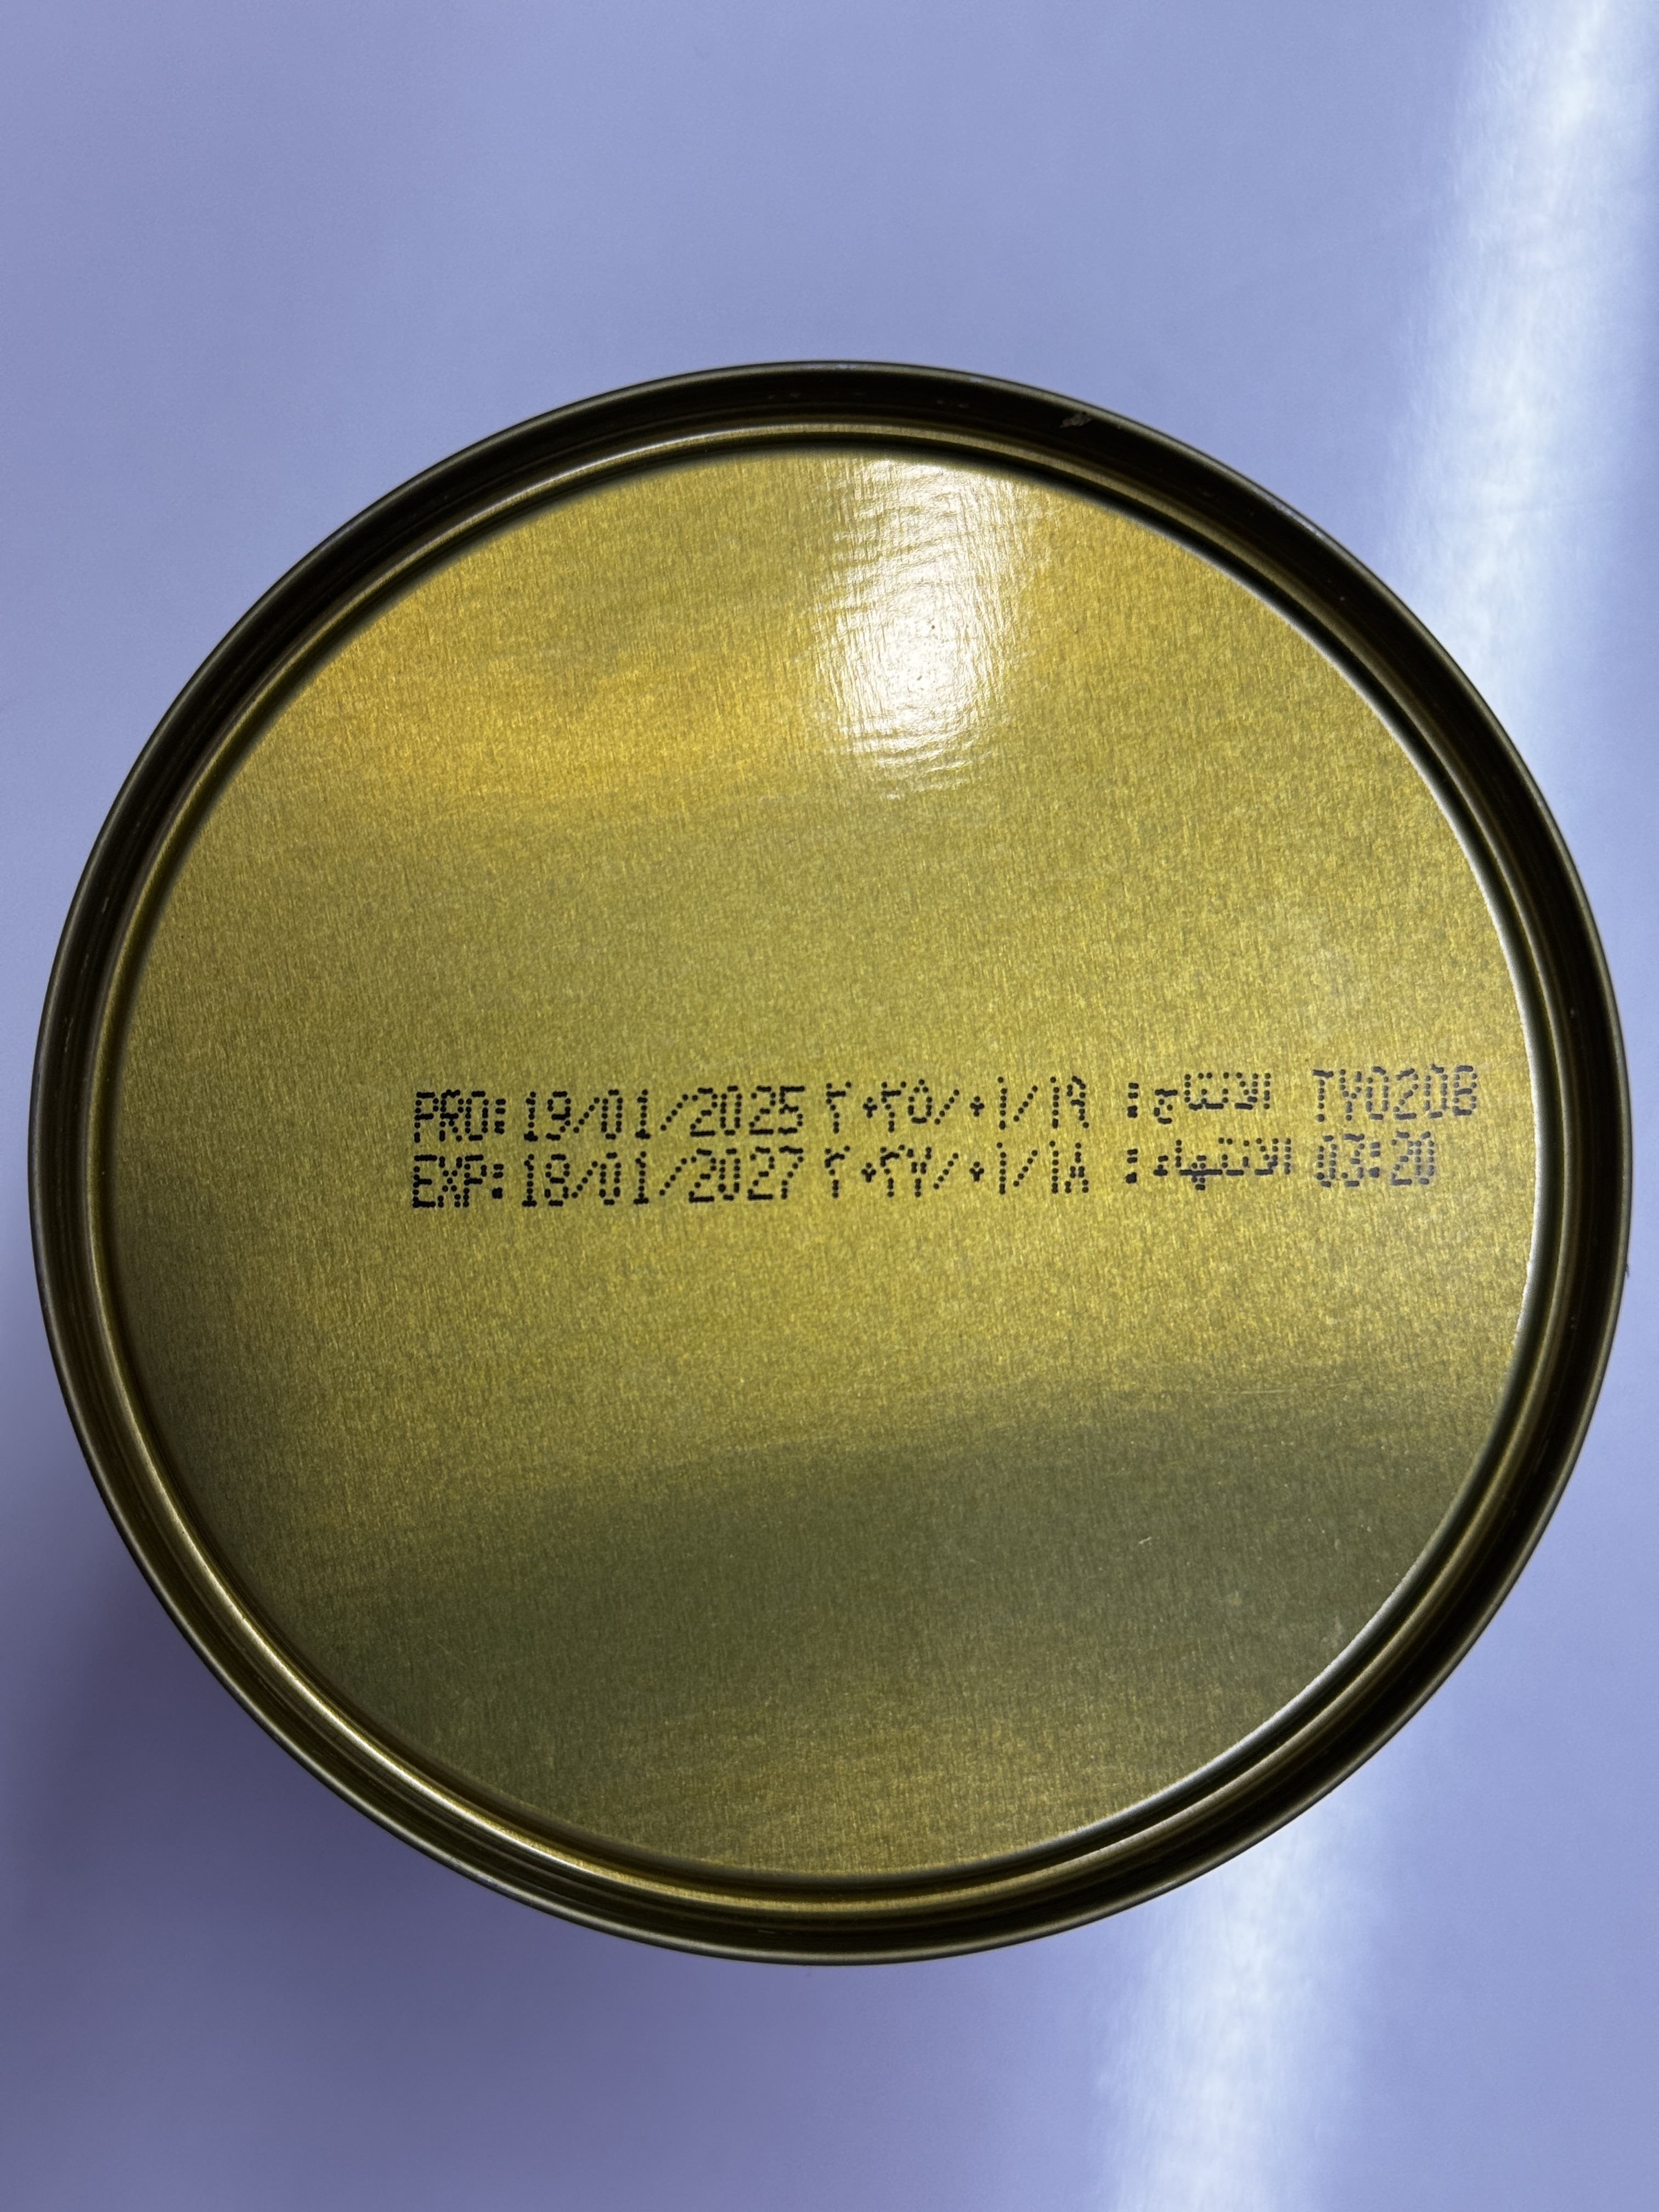 PRO: 19/01/2025 ٢٠٢٥/٠١/١٩ الانتاج: TY020B
EXP: 18/01/2027 ٢٠٢٧/٠١/١٨ الانتهاء: 03:20